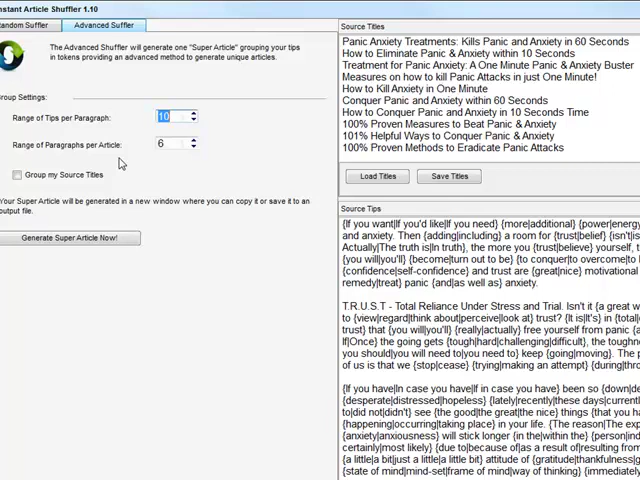 nstant Article Shuffler 1.10
andom Suffler
Advanced Suffler
The Advanced Shuffler will generate one "Super Article" grouping your tips
in tokens providing an advanced method to generate unique articles.
roup Settings:
Range of Tips per Paragraph:
10
Range of Paragraphs per Article:
6
Group my Source Titles
Your Super Article will be generated in a new window where you can copy it or save it to an
output file.
Generate Super Article Now!
Source Titles
Panic Anxiety Treatments: Kills Panic and Anxiety in 60 Seconds
How to Eliminate Panic & Anxiety within 10 Seconds
Treatment for Panic Anxiety: A One Minute Panic & Anxiety Buster
Measures on how to kill Panic Attacks in just One Minute!
How to Kill Anxiety in One Minute
Conquer Panic and Anxiety within 60 Seconds
How to Conquer Panic and Anxiety in 10 Seconds Time
100% Proven Measures to Beat Panic & Anxiety
101% Helpful Ways to Conquer Panic & Anxiety
100% Proven Methods to Eradicate Panic Attacks
Load Titles
Save Titles
Source Tips
{If you want|If you'd like|If you need} {more|additional} {power|energy
and anxiety. Then {adding|including} a room for {trust|belief} {isn't|is
Actually|The truth is|In truth}, the more you {trust|believe} yourself, t
{you will|you'll} {become|turn out to be} {to conquer|to overcome|to
{confidence|self-confidence} and trust are {great|nice} motivational
remedy|treat} panic {and|as well as} anxiety.
T.R.U.S.T - Total Reliance Under Stress and Trial. Isn't it {a great w
to {view|regard|think about|perceive|look at} trust? {It is|It's} in {total|
trust} that {you will|you'll} {really|actually} free yourself from panic {a
If|Once} the going gets {tough|hard|challenging|difficult}, the toughn
you should|you will need to|you need to} keep {going|moving}. The p
of us is that we {stop|cease} {trying|making an attempt} {during|thro
{If you have|In case you have|If in case you have} been so {down|de
{desperate|distressed|hopeless} {lately|recently|these days|current
to|did not|didn't} see {the good|the great|the nice} things {that you ha
{happening|occurring|taking place} in your life. {The reason|The exp
{anxiety|anxiousness} will stick longer {in the|within the} {person|ind
certainly|most likely} {due to|because of|as a result of|resulting from
{a little|a bit|just a little|a little bit} attitude of {gratitude|thankfulness|
{state of mind|mind-set|frame of mind|way of thinking} {immediatel